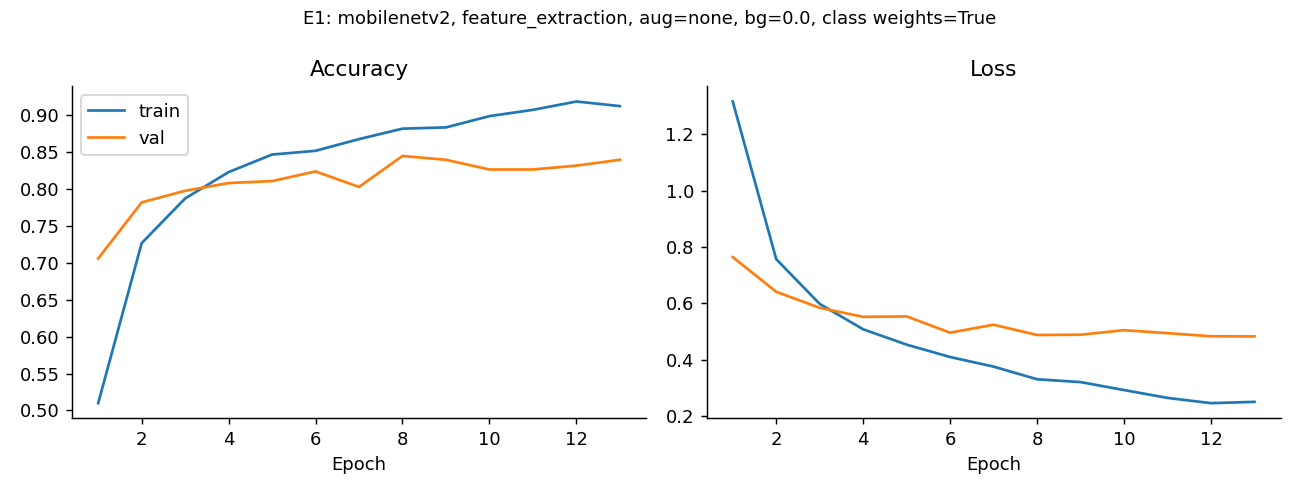 E1: mobilenetv2, feature_extraction, aug=none, bg=0.0, class weights=True
Accuracy
train
val
0.90
0.85
0.80
0.75
0.70
0.65
0.60
0.55
0.50
2 4 6 8 10 12
Epoch
Loss
1.2
1.0
0.8
0.6
0.4
0.2
2 4 6 8 10 12
Epoch